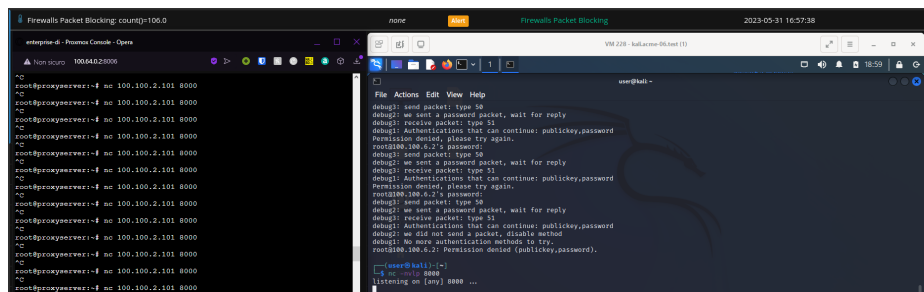 Firewalls Packet Blocking: count()=106.0 none Alert Firewalls Packet Blocking 2023-05-31 16:57:38
enterprise-di - Proxmox Console - Opera
Non sicuro 100.64.0.2:8006
^C
root@proxyserver:~# nc 100.100.2.101 8000
^C
root@proxyserver:~# nc 100.100.2.101 8000
^C
root@proxyserver:~# nc 100.100.2.101 8000
^C
root@proxyserver:~# nc 100.100.2.101 8000
^C
root@proxyserver:~# nc 100.100.2.101 8000
^C
root@proxyserver:~# nc 100.100.2.101 8000
^C
root@proxyserver:~# nc 100.100.2.101 8000
^C
root@proxyserver:~# nc 100.100.2.101 8000
^C
root@proxyserver:~# nc 100.100.2.101 8000
^C
root@proxyserver:~# nc 100.100.2.101 8000
^C
root@proxyserver:~# nc 100.100.2.101 8000
VM 228 - kali.acme-06.test (1)
1 18:59
user@kali: ~
File Actions Edit View Help
debug3: send packet: type 50
debug2: we sent a password packet, wait for reply
debug3: receive packet: type 51
debug1: Authentications that can continue: publickey,password
Permission denied, please try again.
root@100.100.6.2's password:
debug3: send packet: type 50
debug2: we sent a password packet, wait for reply
debug3: receive packet: type 51
debug1: Authentications that can continue: publickey,password
Permission denied, please try again.
root@100.100.6.2's password:
debug3: send packet: type 50
debug2: we sent a password packet, wait for reply
debug3: receive packet: type 51
debug1: Authentications that can continue: publickey,password
debug2: we did not send a packet, disable method
debug1: No more authentication methods to try.
root@100.100.6.2: Permission denied (publickey,password).
(user㉿kali)-[~]
$ nc -nvlp 8000
listening on [any] 8000 ...